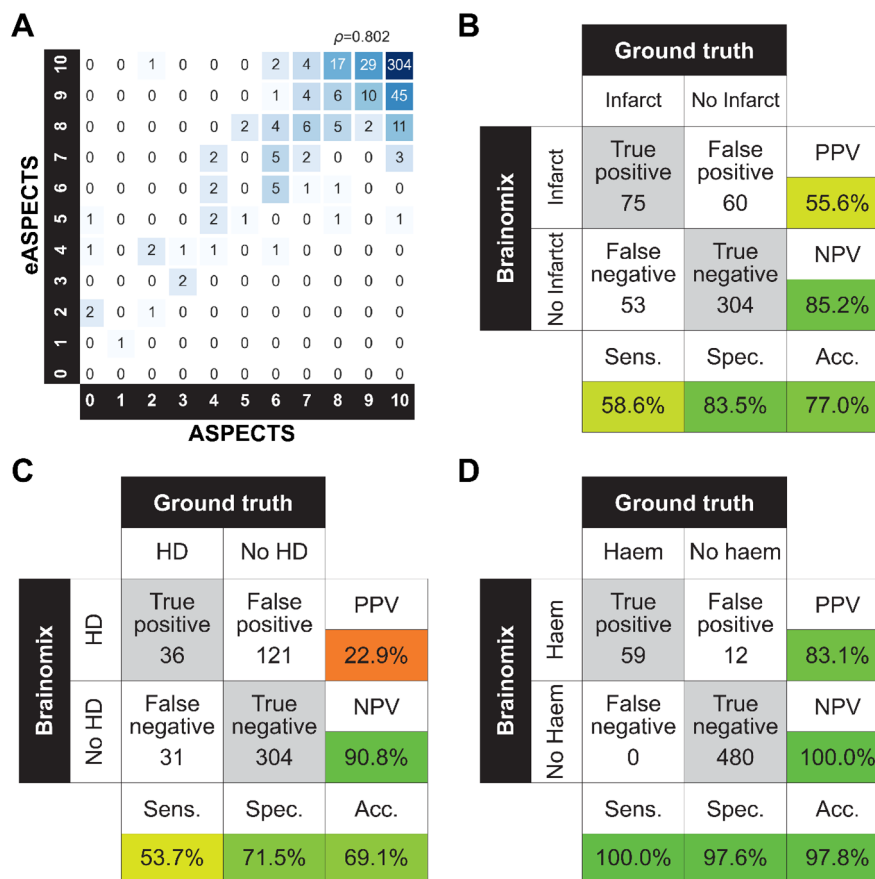 A
ρ=0.802
10 0 0 1 0 0 0 2 4 17 29 304
9 0 0 0 0 0 0 1 4 6 10 45
8 0 0 0 0 0 2 4 6 5 2 11
7 0 0 0 0 2 0 5 2 0 0 3
6 0 0 0 0 2 0 5 1 1 0 0
5 1 0 0 0 2 1 0 0 1 0 1
4 1 0 2 1 1 0 1 0 0 0 0
3 0 0 0 2 0 0 0 0 0 0 0
2 2 0 1 0 0 0 0 0 0 0 0
1 0 1 0 0 0 0 0 0 0 0 0
0 0 0 0 0 0 0 0 0 0 0 0
0 1 2 3 4 5 6 7 8 9 10
eASPECTS
ASPECTS
B
Ground truth
Infarct No Infarct
Brainomix
Infarct
True positive
75
False positive
60
PPV
55.6%
No Infartct
False negative
53
True negative
304
NPV
85.2%
Sens. Spec. Acc.
58.6% 83.5% 77.0%
C
Ground truth
HD No HD
Brainomix
HD
True positive
36
False positive
121
PPV
22.9%
No HD
False negative
31
True negative
304
NPV
90.8%
Sens. Spec. Acc.
53.7% 71.5% 69.1%
D
Ground truth
Haem No haem
Brainomix
Haem
True positive
59
False positive
12
PPV
83.1%
No Haem
False negative
0
True negative
480
NPV
100.0%
Sens. Spec. Acc.
100.0% 97.6% 97.8%